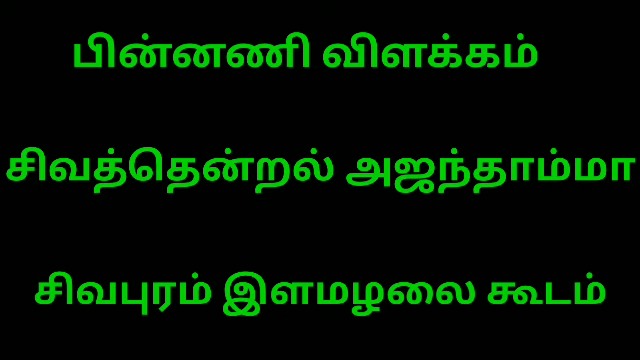 பின்னணி விளக்கம்
சிவத்தென்றல் அஜந்தாம்மா
சிவபுரம் இளமழலை கூடம்